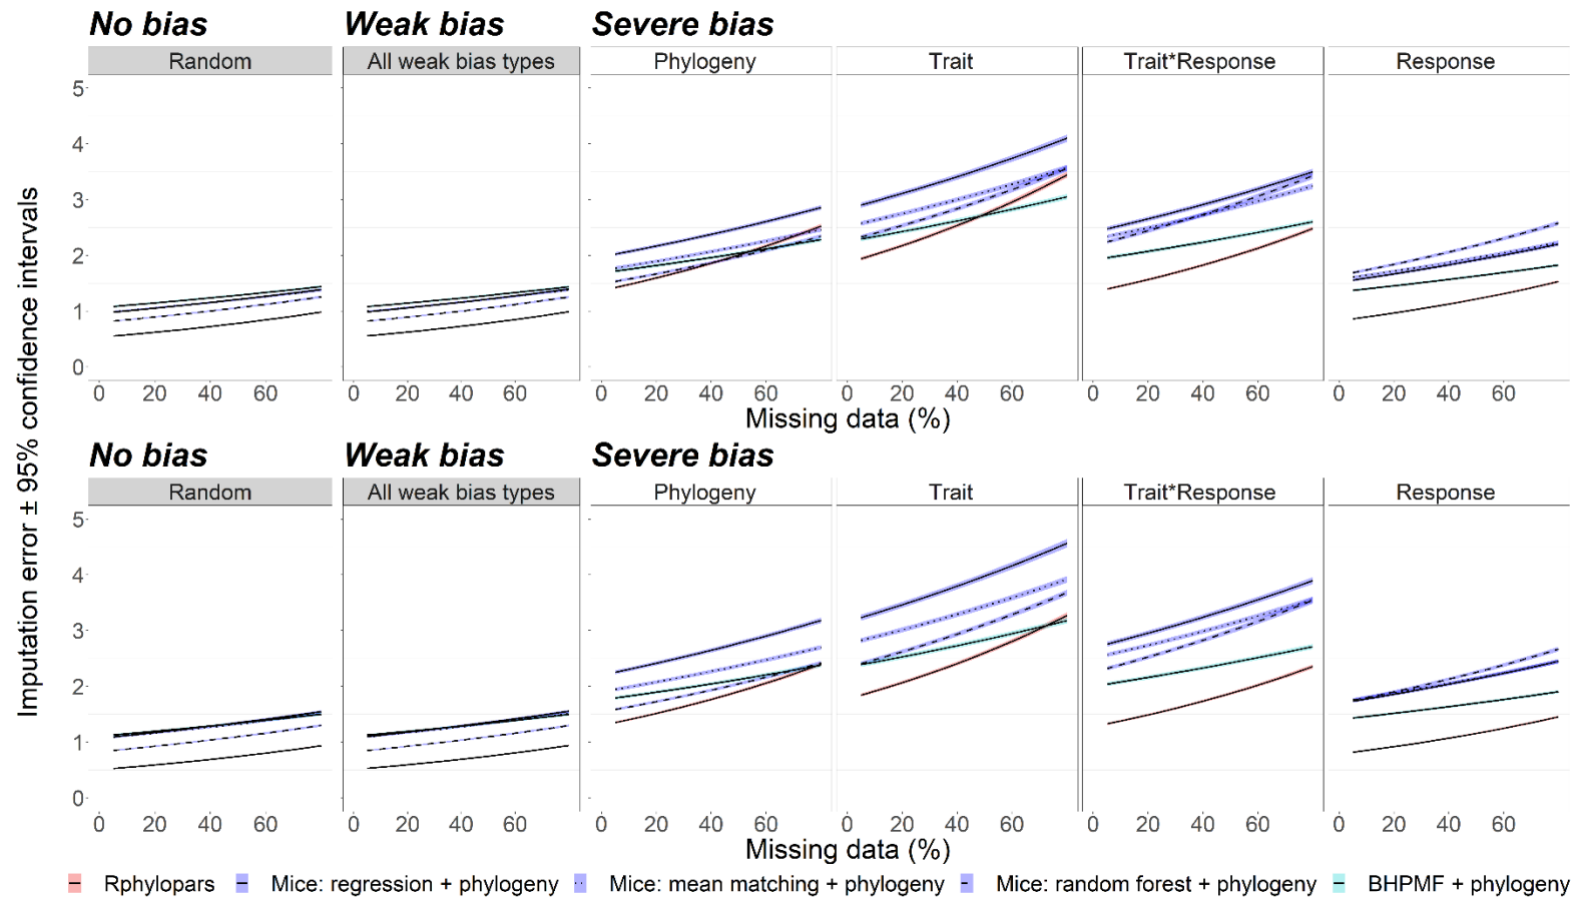 No bias Weak bias Severe bias
Random All weak bias types Phylogeny Trait Trait*Response Response
5
4
3
2
1
0
0 20 40 60 0 20 40 60 0 20 40 60 0 20 40 60 0 20 40 60 0 20 40 60
Missing data (%)
Imputation error ± 95% confidence intervals
No bias Weak bias Severe bias
Random All weak bias types Phylogeny Trait Trait*Response Response
5
4
3
2
1
0
0 20 40 60 0 20 40 60 0 20 40 60 0 20 40 60 0 20 40 60 0 20 40 60
Missing data (%)
Rphylopars Mice: regression + phylogeny Mice: mean matching + phylogeny Mice: random forest + phylogeny BHPMF + phylogeny